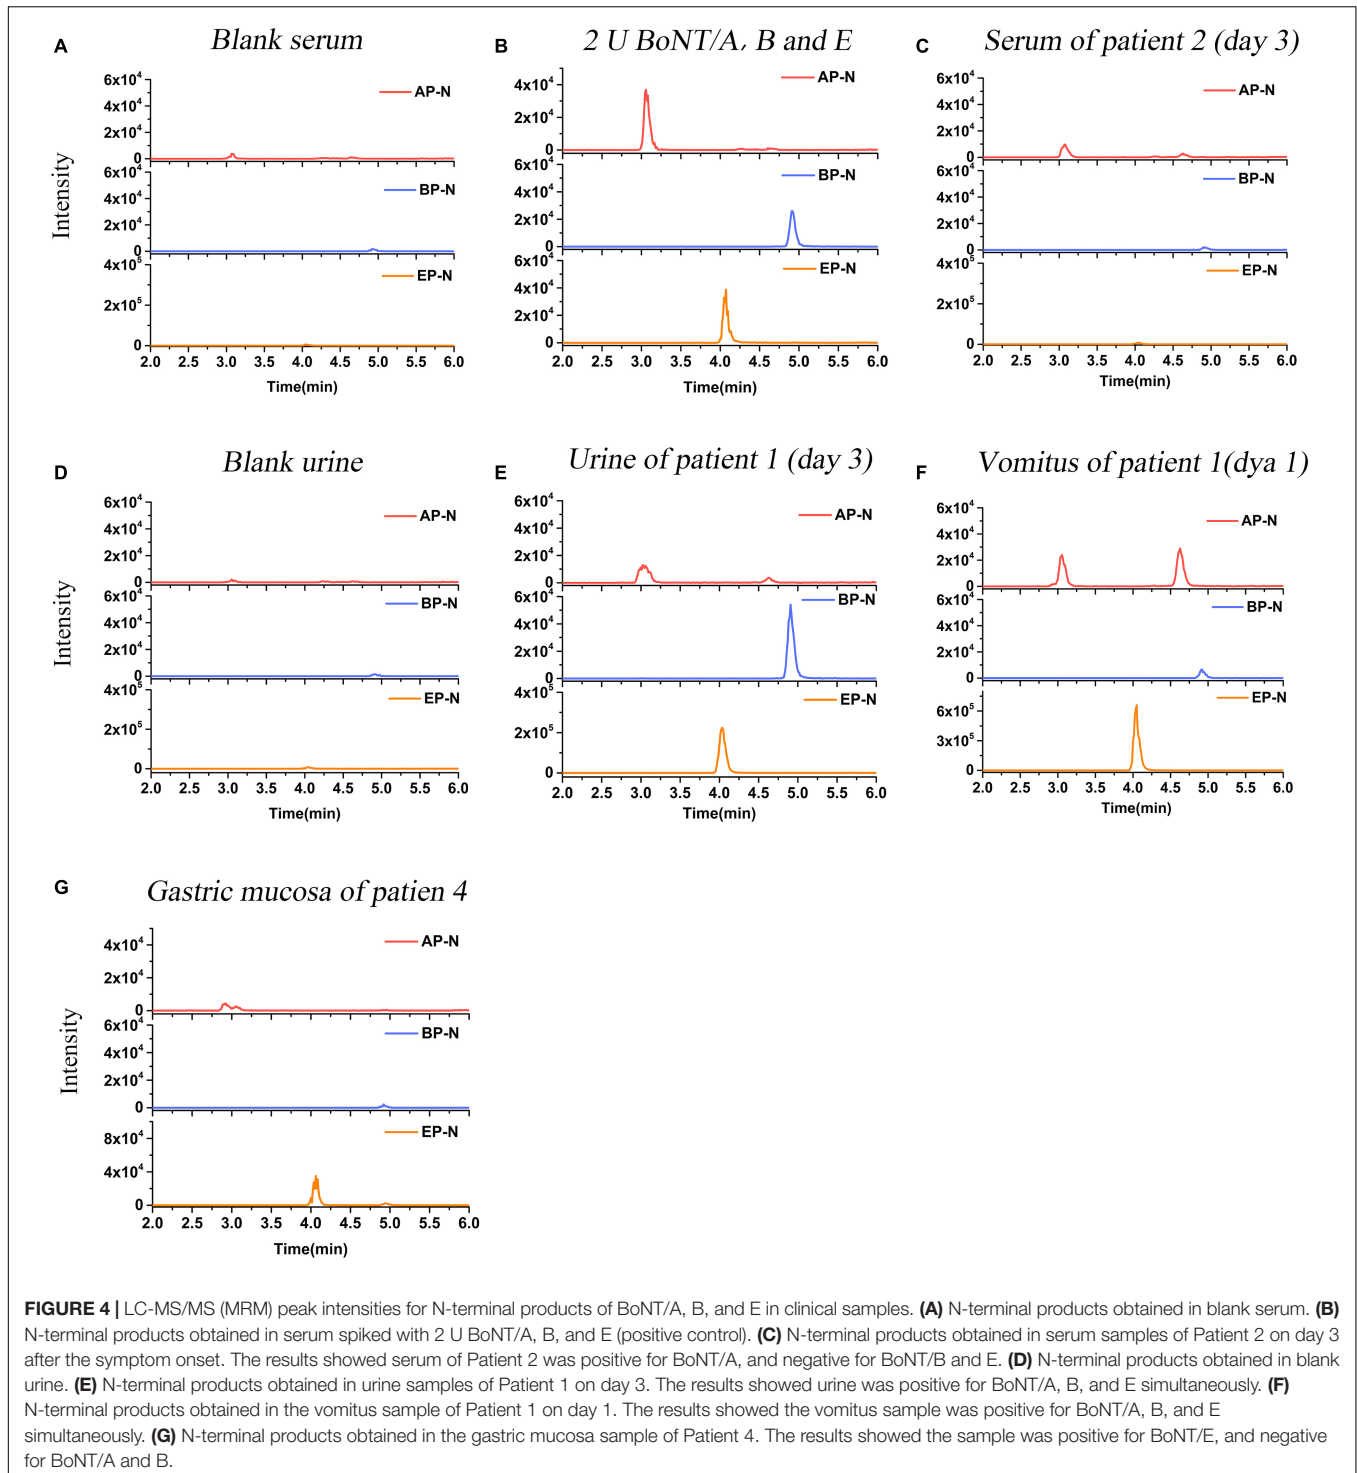 A
Blank serum
6x10⁴
4x10⁴
2x10⁴
0
AP-N
6x10⁴
4x10⁴
2x10⁴
0
BP-N
4x10⁵
2x10⁵
0
EP-N
Intensity
2.0 2.5 3.0 3.5 4.0 4.5 5.0 5.5 6.0
Time(min)
B
2 U BoNT/A, B and E
4x10⁴
2x10⁴
0
AP-N
6x10⁴
4x10⁴
2x10⁴
0
BP-N
6x10⁴
4x10⁴
2x10⁴
0
EP-N
2.0 2.5 3.0 3.5 4.0 4.5 5.0 5.5 6.0
Time(min)
C
Serum of patient 2 (day 3)
6x10⁴
4x10⁴
2x10⁴
0
AP-N
6x10⁴
4x10⁴
2x10⁴
0
BP-N
4x10⁵
2x10⁵
0
EP-N
2.0 2.5 3.0 3.5 4.0 4.5 5.0 5.5 6.0
Time(min)
D
Blank urine
6x10⁴
4x10⁴
2x10⁴
0
AP-N
6x10⁴
4x10⁴
2x10⁴
0
BP-N
4x10⁵
2x10⁵
0
EP-N
Intensity
2.0 2.5 3.0 3.5 4.0 4.5 5.0 5.5 6.0
Time(min)
E
Urine of patient 1 (day 3)
6x10⁴
4x10⁴
2x10⁴
0
AP-N
6x10⁴
4x10⁴
2x10⁴
0
BP-N
4x10⁵
2x10⁵
0
EP-N
2.0 2.5 3.0 3.5 4.0 4.5 5.0 5.5 6.0
Time(min)
F
Vomitus of patient 1(dya 1)
6x10⁴
4x10⁴
2x10⁴
0
AP-N
6x10⁴
4x10⁴
2x10⁴
0
BP-N
6x10⁵
3x10⁵
0
EP-N
2.0 2.5 3.0 3.5 4.0 4.5 5.0 5.5 6.0
Time(min)
G
Gastric mucosa of patien 4
4x10⁴
2x10⁴
0
AP-N
6x10⁴
4x10⁴
2x10⁴
0
BP-N
8x10⁴
4x10⁴
0
EP-N
Intensity
2.0 2.5 3.0 3.5 4.0 4.5 5.0 5.5 6.0
Time(min)
FIGURE 4 | LC-MS/MS (MRM) peak intensities for N-terminal products of BoNT/A, B, and E in clinical samples. (A) N-terminal products obtained in blank serum. (B)
N-terminal products obtained in serum spiked with 2 U BoNT/A, B, and E (positive control). (C) N-terminal products obtained in serum samples of Patient 2 on day 3
after the symptom onset. The results showed serum of Patient 2 was positive for BoNT/A, and negative for BoNT/B and E. (D) N-terminal products obtained in blank
urine. (E) N-terminal products obtained in urine samples of Patient 1 on day 3. The results showed urine was positive for BoNT/A, B, and E simultaneously. (F)
N-terminal products obtained in the vomitus sample of Patient 1 on day 1. The results showed the vomitus sample was positive for BoNT/A, B, and E
simultaneously. (G) N-terminal products obtained in the gastric mucosa sample of Patient 4. The results showed the sample was positive for BoNT/E, and negative
for BoNT/A and B.